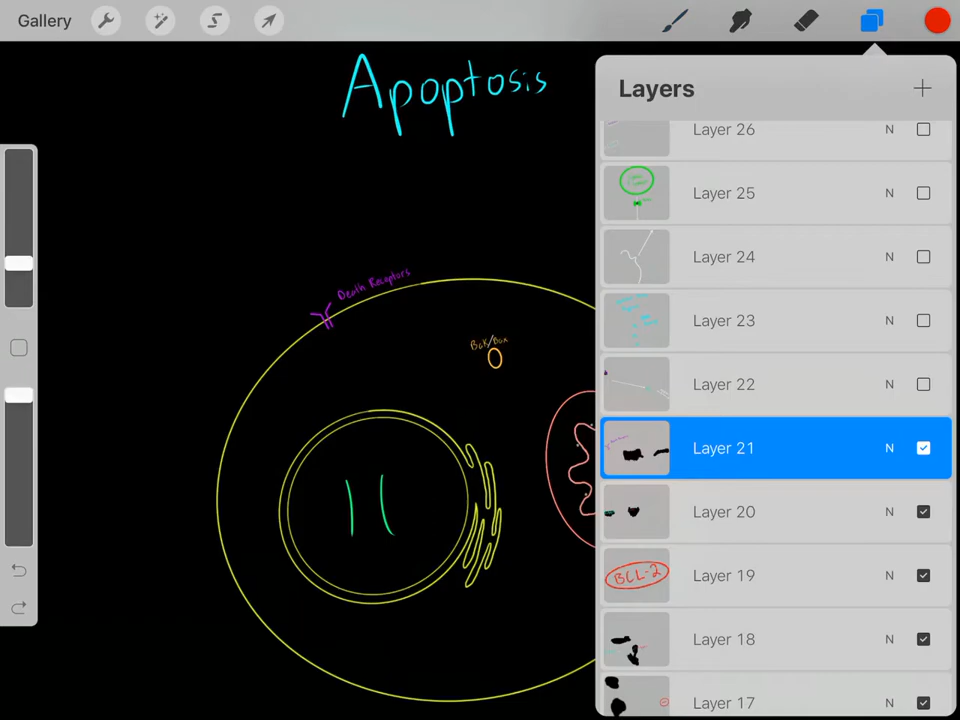 Gallery
Apoptosis
Layers
Layer 26 N
Layer 25 N
Layer 24 N
Death Receptors
Layer 23 N
Bak/Bax
Layer 22 N
Layer 21 N
Layer 20 N
BCL-2 Layer 19 N
Layer 18 N
Layer 17 N